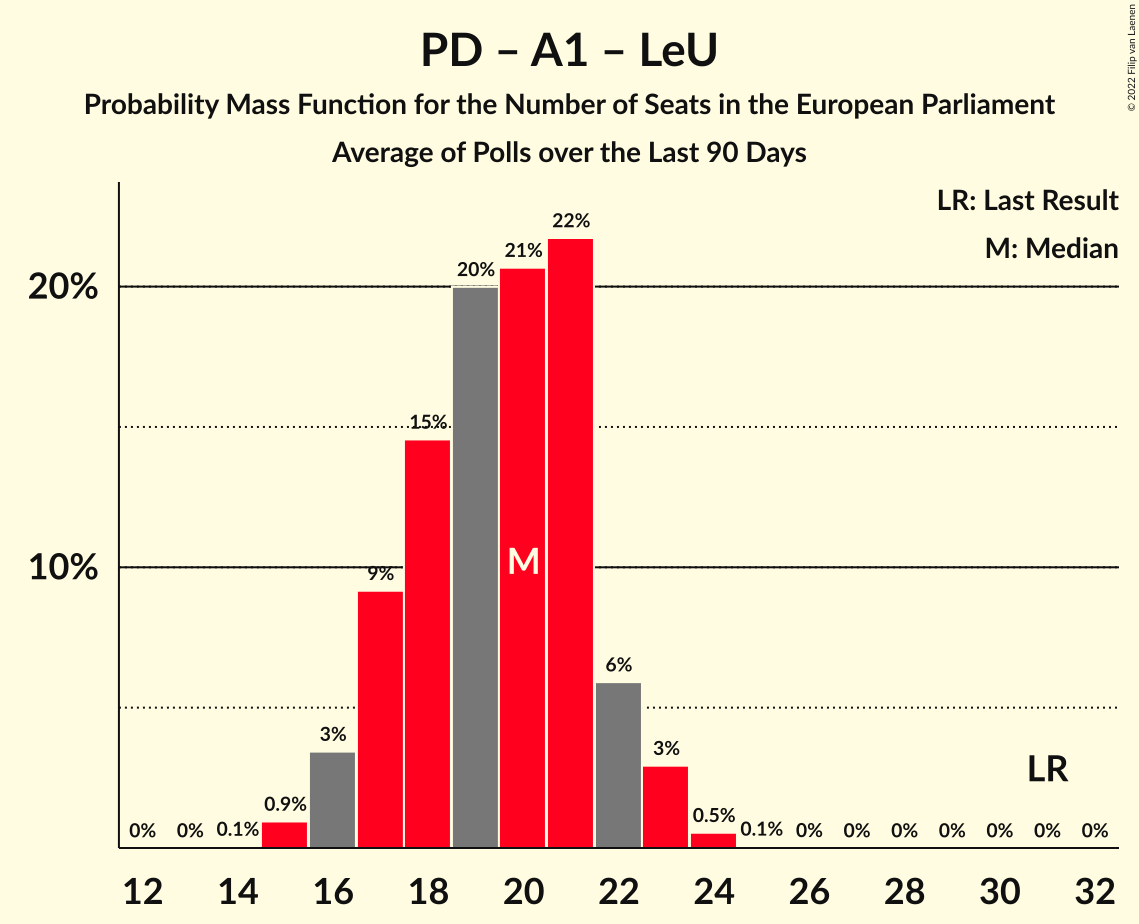 PD – A1 – LeU
Probability Mass Function for the Number of Seats in the European Parliament
Average of Polls over the Last 90 Days
© 2022 Filip van Laenen
LR: Last Result
M: Median
20%
10%
0%
0%
0.1%
0.9%
3%
9%
15%
20%
21%
22%
6%
3%
0.5%
0.1%
0%
0%
0%
0%
0%
0%
0%
M
LR
12 14 16 18 20 22 24 26 28 30 32